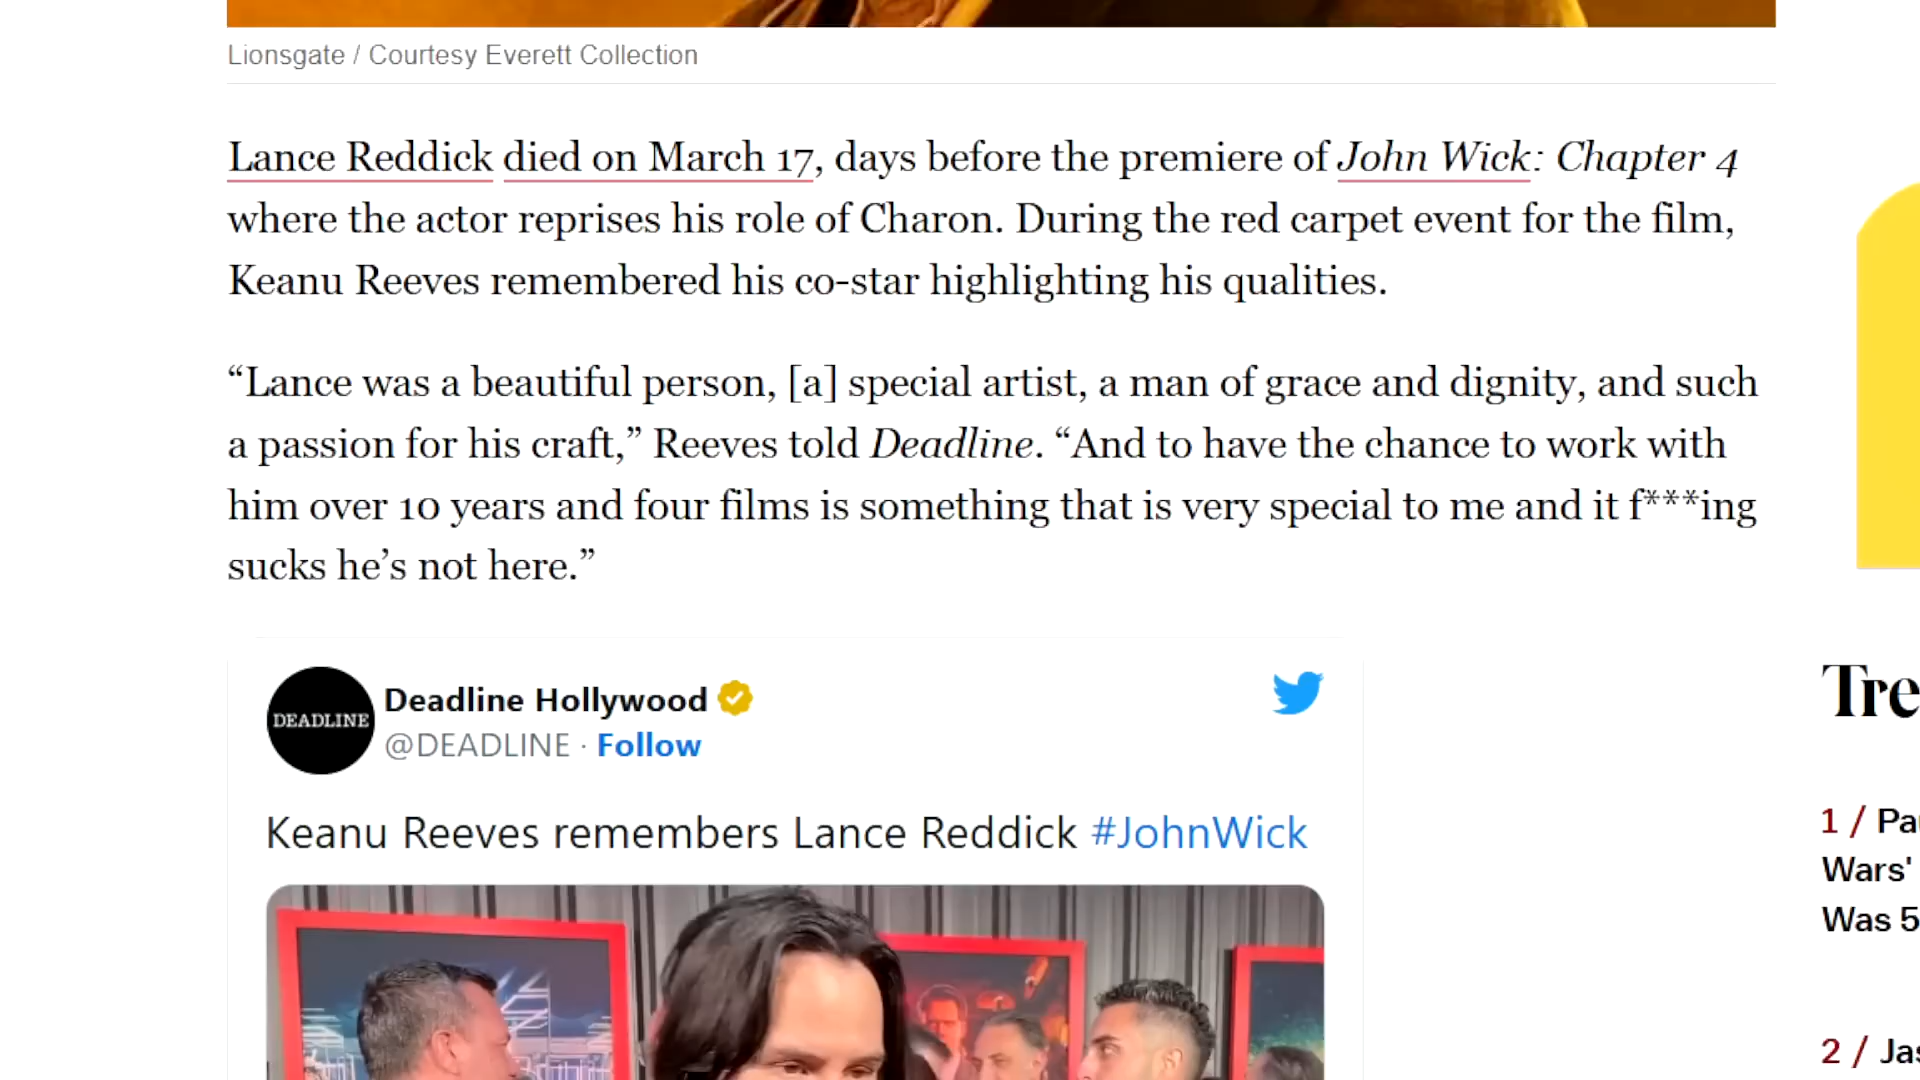 Lionsgate / Courtesy Everett Collection
Lance Reddick died on March 17, days before the premiere of John Wick: Chapter 4
where the actor reprises his role of Charon. During the red carpet event for the film,
Keanu Reeves remembered his co-star highlighting his qualities.
“Lance was a beautiful person, [a] special artist, a man of grace and dignity, and such
a passion for his craft,” Reeves told Deadline. “And to have the chance to work with
him over 10 years and four films is something that is very special to me and it f***ing
sucks he’s not here.”
DEADLINE
Deadline Hollywood
@DEADLINE · Follow
Keanu Reeves remembers Lance Reddick #JohnWick
Tre
1 / Pa
Wars'
Was 5
2 / Jas